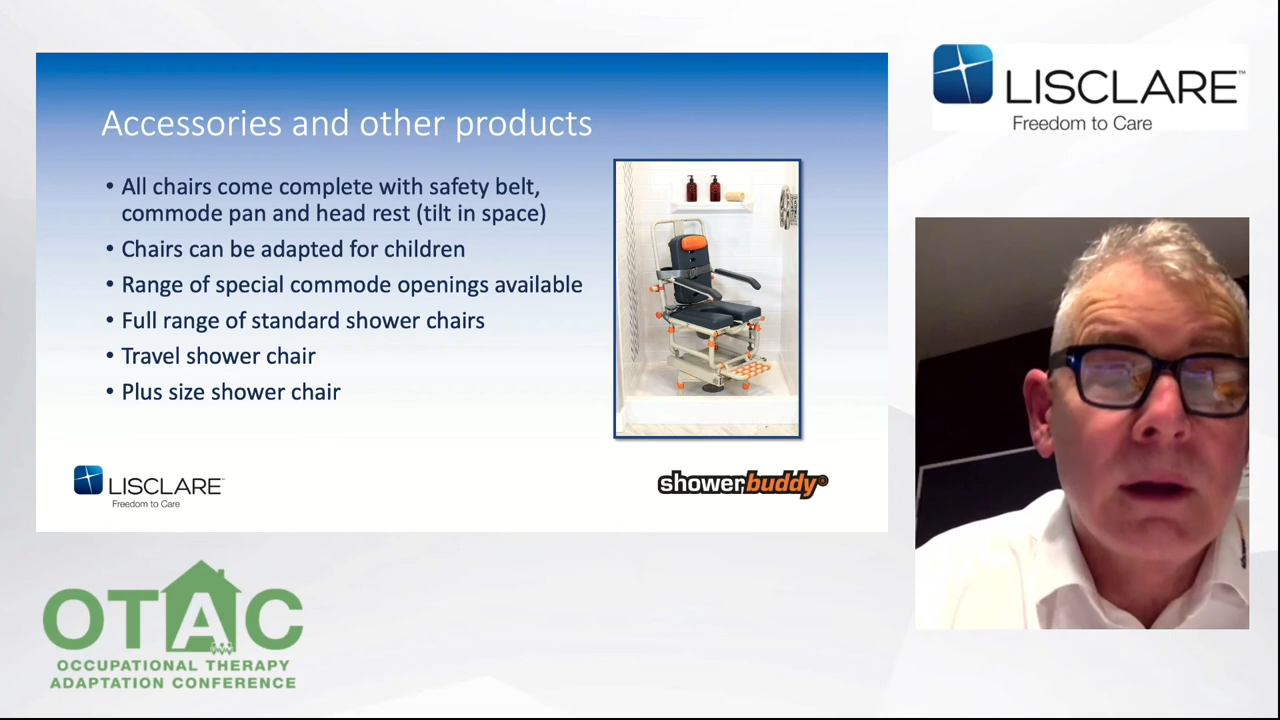 Accessories and other products
• All chairs come complete with safety belt,
commode pan and head rest (tilt in space)
• Chairs can be adapted for children
• Range of special commode openings available
• Full range of standard shower chairs
• Travel shower chair
• Plus size shower chair
LISCLARE
Freedom to Care
showerbuddy®
LISCLARE™
Freedom to Care
OTAC
OCCUPATIONAL THERAPY
ADAPTATION CONFERENCE